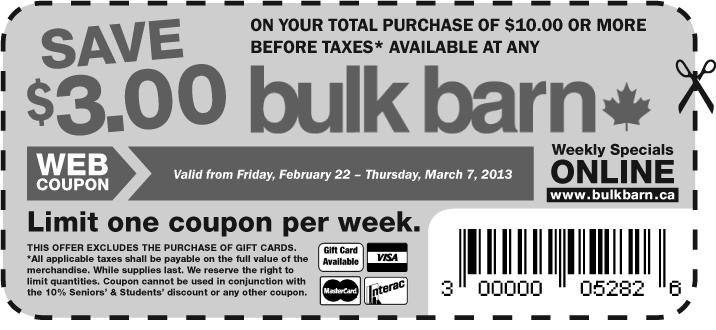 SAVE
$3.00
ON YOUR TOTAL PURCHASE OF $10.00 OR MORE
BEFORE TAXES* AVAILABLE AT ANY
bulk barn
WEB
COUPON
Valid from Friday, February 22 – Thursday, March 7, 2013
Weekly Specials
ONLINE
www.bulkbarn.ca
Limit one coupon per week.
THIS OFFER EXCLUDES THE PURCHASE OF GIFT CARDS.
*All applicable taxes shall be payable on the full value of the
merchandise. While supplies last. We reserve the right to
limit quantities. Coupon cannot be used in conjunction with
the 10% Seniors' & Students' discount or any other coupon.
Gift Card
Available
VISA
MasterCard
Interac
3 00000 05282 6